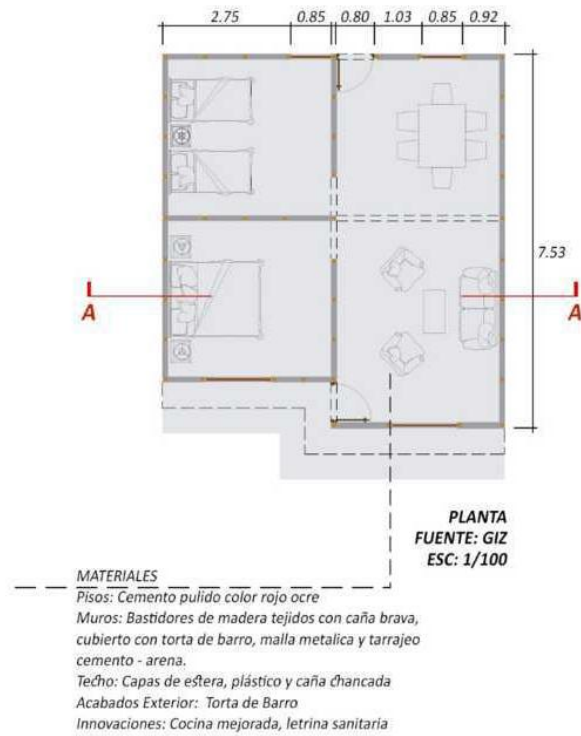 2.75 0.85 0.80 1.03 0.85 0.92
7.53
A A
PLANTA
FUENTE: GIZ
ESC: 1/100
MATERIALES
Pisos: Cemento pulido color rojo ocre
Muros: Bastidores de madera tejidos con caña brava,
cubierto con torta de barro, malla metalica y tarrajeo
cemento - arena.
Techo: Capas de estera, plástico y caña chancada
Acabados Exterior: Torta de Barro
Innovaciones: Cocina mejorada, letrina sanitaria